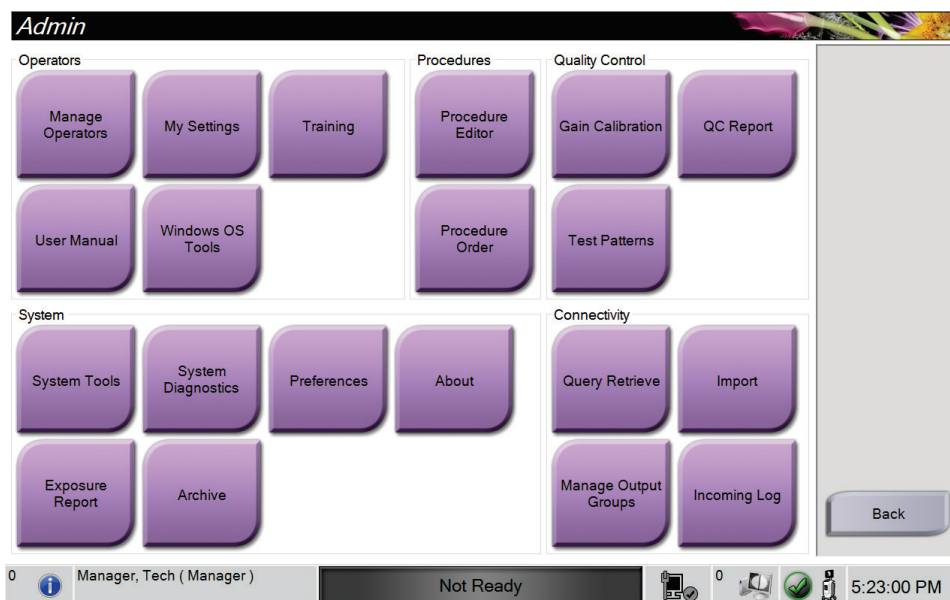 Admin
Operators
Procedures
Quality Control
Manage
Operators
My Settings
Training
Procedure
Editor
Gain Calibration
QC Report
User Manual
Windows OS
Tools
Procedure
Order
Test Patterns
System
Connectivity
System Tools
System
Diagnostics
Preferences
About
Query Retrieve
Import
Exposure
Report
Archive
Manage Output
Groups
Incoming Log
Back
0
Manager, Tech ( Manager )
Not Ready
0
5:23:00 PM